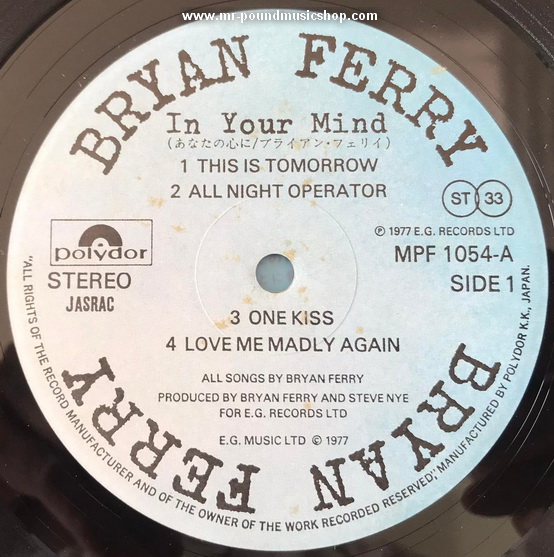 www.mr-poundmusicshop.com
BRYAN FERRY
In Your Mind
(あなたの心に/ブライアン・フェリイ)
1 THIS IS TOMORROW
2 ALL NIGHT OPERATOR
ST 33
℗ 1977 E.G. RECORDS LTD
polydor
MPF 1054-A
STEREO
SIDE 1
JASRAC
3 ONE KISS
4 LOVE ME MADLY AGAIN
ALL SONGS BY BRYAN FERRY
PRODUCED BY BRYAN FERRY AND STEVE NYE
FOR E.G. RECORDS LTD
E.G. MUSIC LTD © 1977
BRYAN FERRY
"ALL RIGHTS OF THE RECORD MANUFACTURER AND OF THE OWNER OF THE WORK RECORDED RESERVED," MANUFACTURED BY POLYDOR K.K., JAPAN.